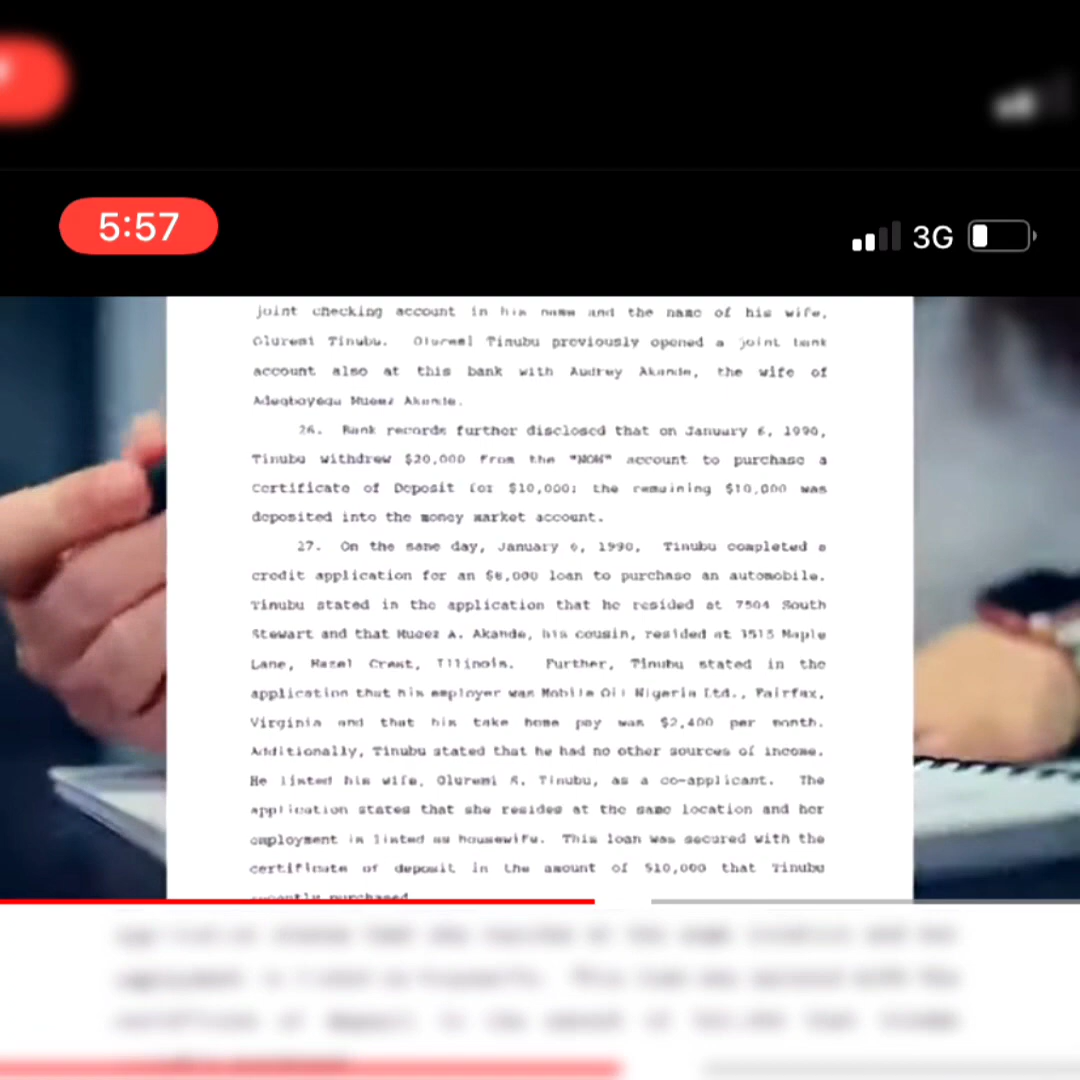 5:57
3G
joint checking account in his name and the name of his wife,
Oluremi Tinubu. Oluremi Tinubu previously opened a joint bank
account also at this bank with Audrey Akande, the wife of
Adegboyega Mueez Akande.
26. Bank records further disclosed that on January 6, 1990,
Tinubu withdrew $20,000 from the "NOW" account to purchase a
Certificate of Deposit for $10,000; the remaining $10,000 was
deposited into the money market account.
27. On the same day, January 6, 1990, Tinubu completed a
credit application for an $8,000 loan to purchase an automobile.
Tinubu stated in the application that he resided at 7504 South
Stewart and that Mueez A. Akande, his cousin, resided at 3515 Maple
Lane, Hazel Crest, Illinois. Further, Tinubu stated in the
application that his employer was Mobile Oil Nigeria Ltd., Fairfax,
Virginia and that his take home pay was $2,400 per month.
Additionally, Tinubu stated that he had no other sources of income.
He listed his wife, Oluremi R. Tinubu, as a co-applicant. The
application states that she resides at the same location and her
employment is listed as housewife. This loan was secured with the
certificate of deposit in the amount of $10,000 that Tinubu
recently purchased